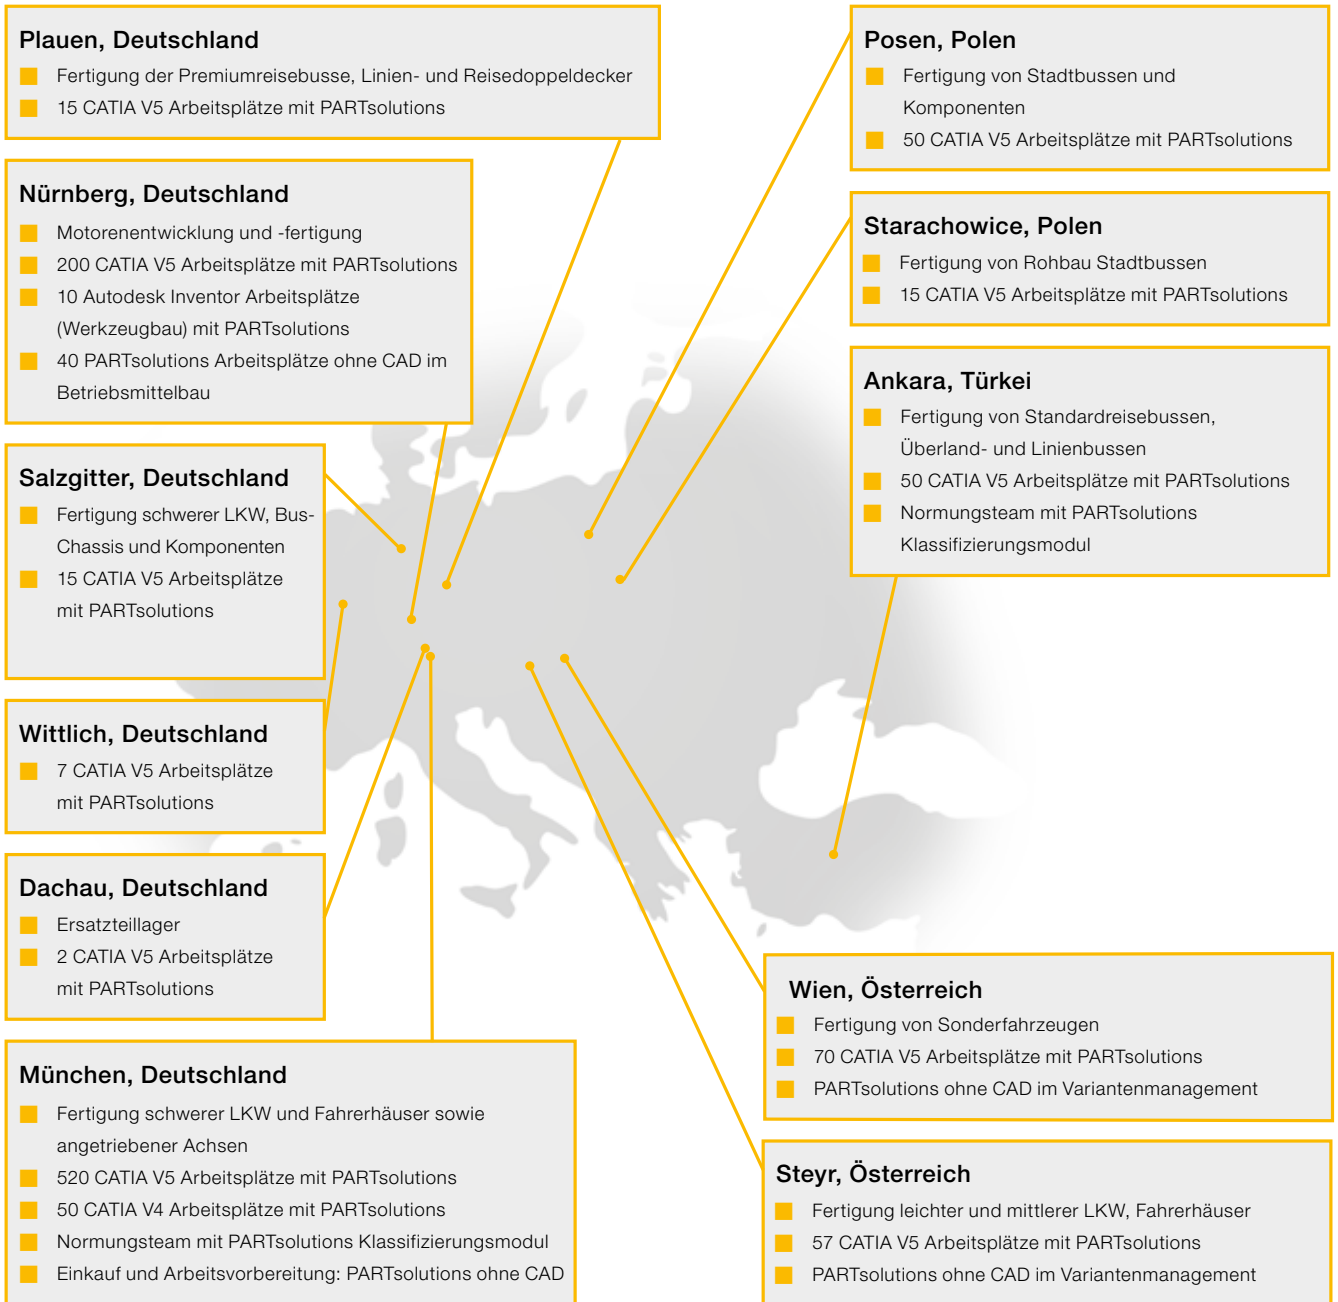 Plauen, Deutschland
Fertigung der Premiumreisebusse, Linien- und Reisedoppeldecker
15 CATIA V5 Arbeitsplätze mit PARTsolutions
Nürnberg, Deutschland
Motorenentwicklung und -fertigung
200 CATIA V5 Arbeitsplätze mit PARTsolutions
10 Autodesk Inventor Arbeitsplätze
(Werkzeugbau) mit PARTsolutions
40 PARTsolutions Arbeitsplätze ohne CAD im
Betriebsmittelbau
Salzgitter, Deutschland
Fertigung schwerer LKW, Bus-
Chassis und Komponenten
15 CATIA V5 Arbeitsplätze
mit PARTsolutions
Wittlich, Deutschland
7 CATIA V5 Arbeitsplätze
mit PARTsolutions
Dachau, Deutschland
Ersatzteillager
2 CATIA V5 Arbeitsplätze
mit PARTsolutions
München, Deutschland
Fertigung schwerer LKW und Fahrerhäuser sowie
angetriebener Achsen
520 CATIA V5 Arbeitsplätze mit PARTsolutions
50 CATIA V4 Arbeitsplätze mit PARTsolutions
Normungsteam mit PARTsolutions Klassifizierungsmodul
Einkauf und Arbeitsvorbereitung: PARTsolutions ohne CAD
Posen, Polen
Fertigung von Stadtbussen und
Komponenten
50 CATIA V5 Arbeitsplätze mit PARTsolutions
Starachowice, Polen
Fertigung von Rohbau Stadtbussen
15 CATIA V5 Arbeitsplätze mit PARTsolutions
Ankara, Türkei
Fertigung von Standardreisebussen,
Überland- und Linienbussen
50 CATIA V5 Arbeitsplätze mit PARTsolutions
Normungsteam mit PARTsolutions
Klassifizierungsmodul
Wien, Österreich
Fertigung von Sonderfahrzeugen
70 CATIA V5 Arbeitsplätze mit PARTsolutions
PARTsolutions ohne CAD im Variantenmanagement
Steyr, Österreich
Fertigung leichter und mittlerer LKW, Fahrerhäuser
57 CATIA V5 Arbeitsplätze mit PARTsolutions
PARTsolutions ohne CAD im Variantenmanagement